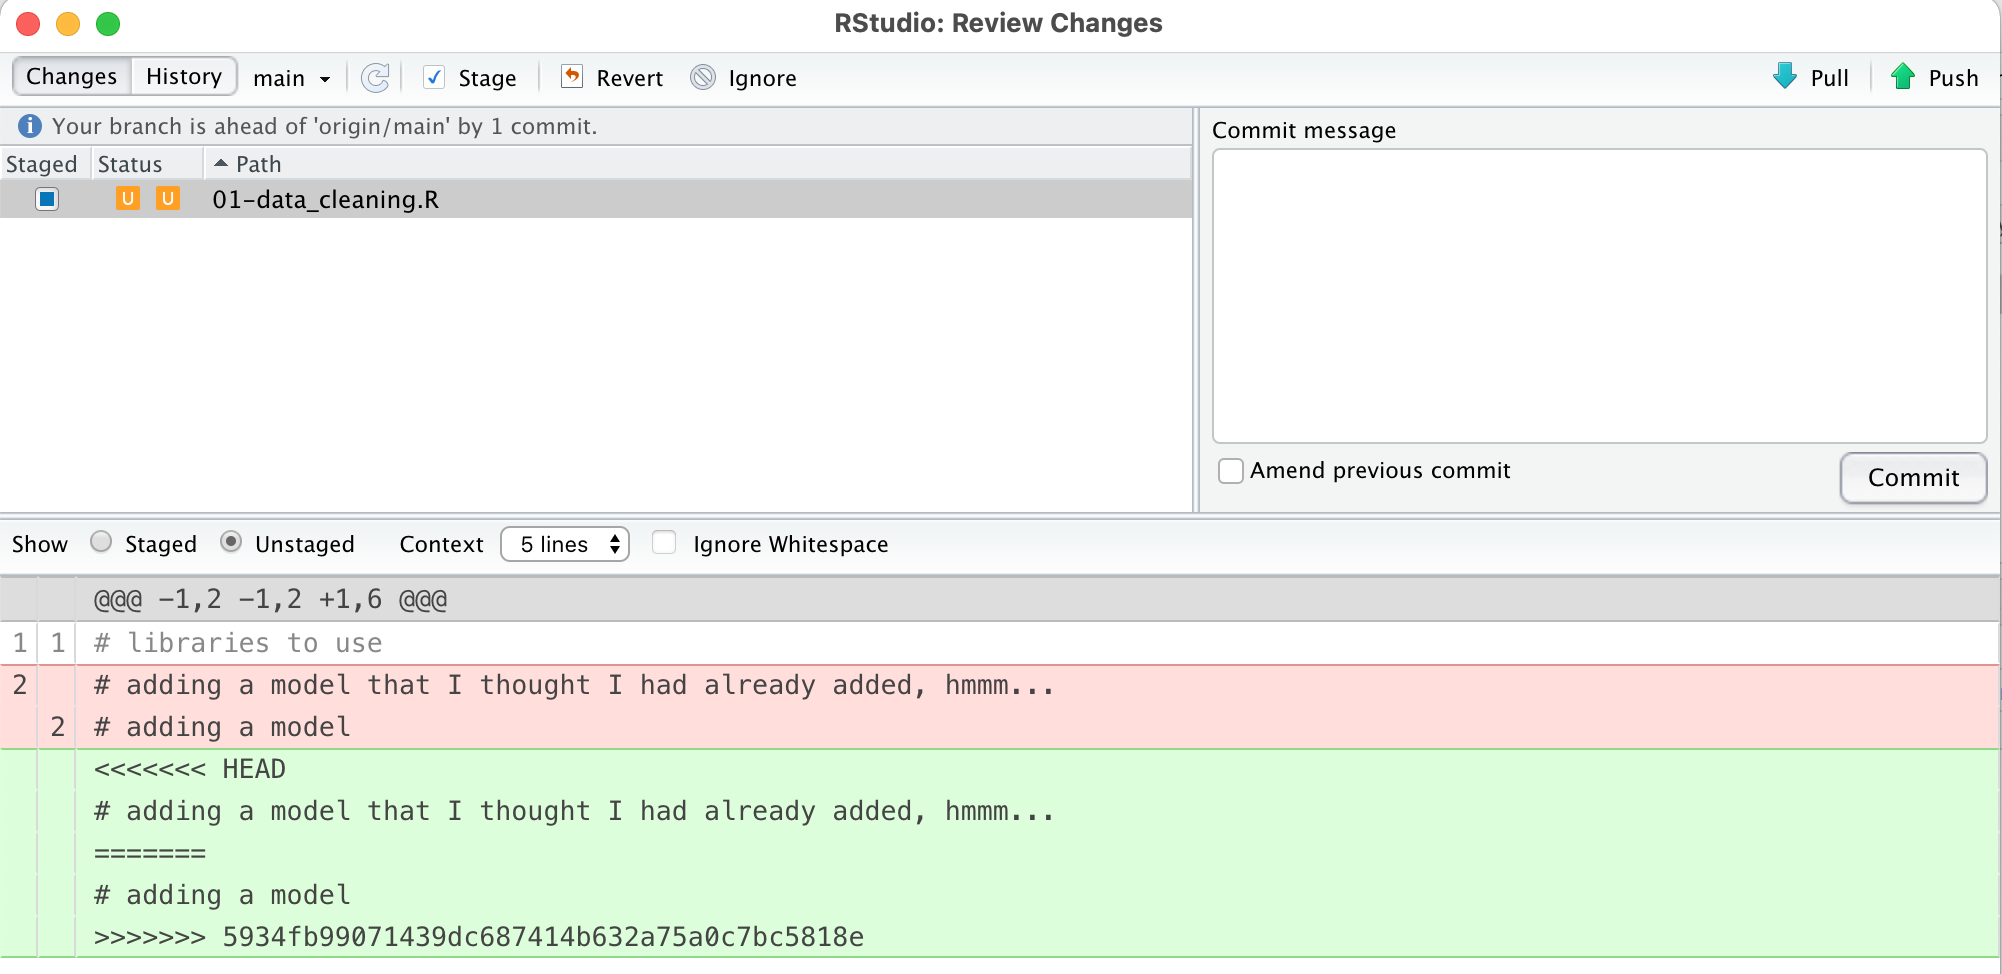 RStudio: Review Changes
Changes History main Stage Revert Ignore Pull Push
Your branch is ahead of 'origin/main' by 1 commit.
Commit message
Staged Status Path
U U 01-data_cleaning.R
Amend previous commit
Commit
Show Staged Unstaged Context 5 lines Ignore Whitespace
@@@ -1,2 -1,2 +1,6 @@@
1 1 # libraries to use
2 # adding a model that I thought I had already added, hmmm...
2 # adding a model
<<<<<<< HEAD
# adding a model that I thought I had already added, hmmm...
=======
# adding a model
>>>>>>> 5934fb99071439dc687414b632a75a0c7bc5818e